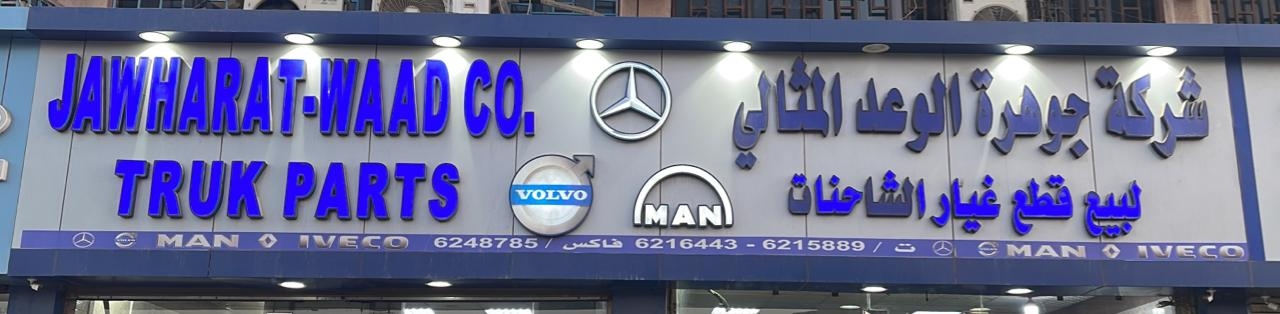 JAWHARAT-WAAD CO.
شركة جوهرة الوعد المثالي
TRUK PARTS
لبيع قطع غيار الشاحنات
VOLVO
MAN
MAN IVECO 6248785 / فاكس 6216443 - 6215889 / ت MAN IVECO